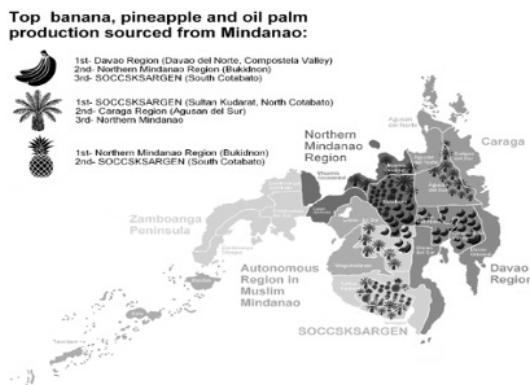 Top banana, pineapple and oil palm
production sourced from Mindanao:
1st- Davao Region (Davao del Norte, Compostela Valley)
2nd- Northern Mindanao Region (Bukidnon)
3rd- SOCCSKSARGEN (South Cotabato)
1st- SOCCSKSARGEN (Sultan Kudarat, North Cotabato)
2nd- Caraga Region (Agusan del Sur)
3rd- Northern Mindanao
1st- Northern Mindanao Region (Bukidnon)
2nd- SOCCSKSARGEN (South Cotabato)
Northern
Mindanao
Region
Caraga
Zamboanga
Peninsula
Autonomous
Region in
Muslim
Mindanao
Davao
Region
SOCCSKSARGEN